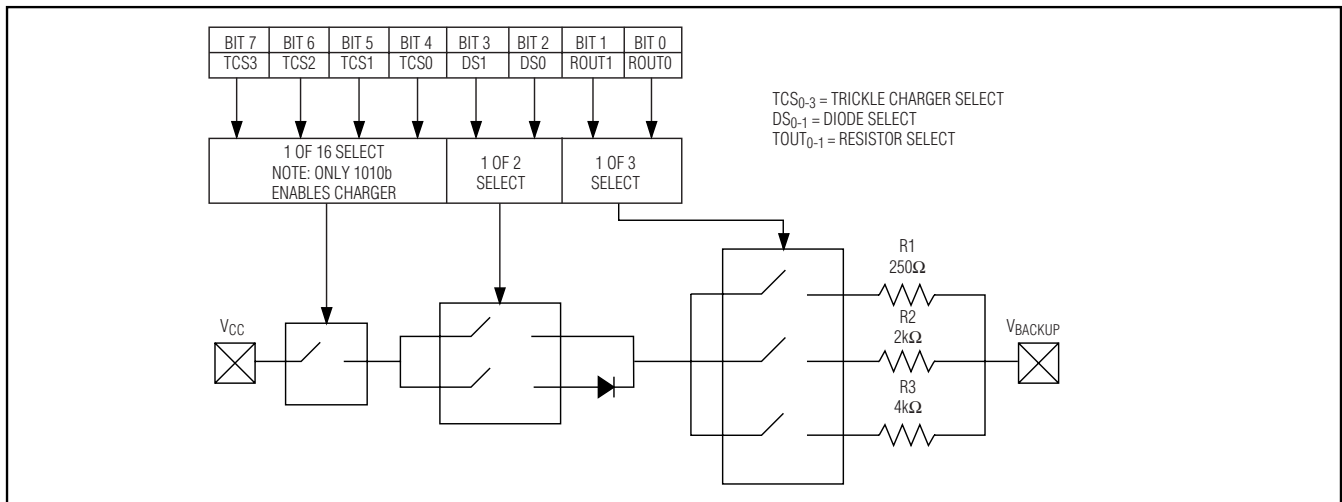 BIT 7 BIT 6 BIT 5 BIT 4 BIT 3 BIT 2 BIT 1 BIT 0
TCS3 TCS2 TCS1 TCS0 DS1 DS0 ROUT1 ROUT0
TCS0-3 = TRICKLE CHARGER SELECT
DS0-1 = DIODE SELECT
TOUT0-1 = RESISTOR SELECT
1 OF 16 SELECT
NOTE: ONLY 1010b
ENABLES CHARGER
1 OF 2
SELECT
1 OF 3
SELECT
R1
250Ω
VCC
R2
2kΩ
VBACKUP
R3
4kΩ